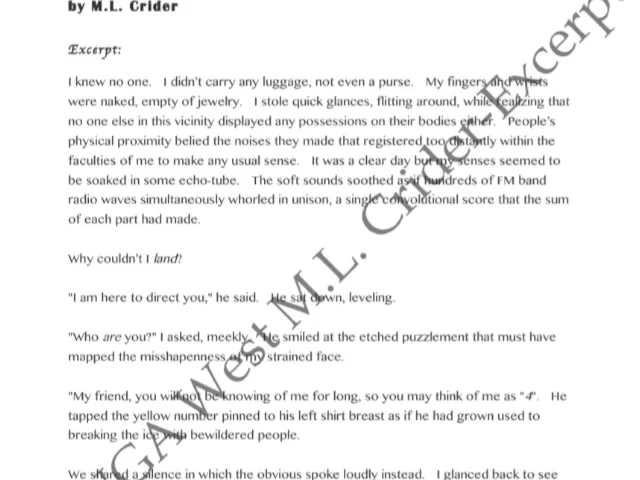 by M.L. Crider
Excerpt:
I knew no one. I didn't carry any luggage, not even a purse. My fingers and wrists
were naked, empty of jewelry. I stole quick glances, flitting around, while realizing that
no one else in this vicinity displayed any possessions on their bodies either. People's
physical proximity belied the noises they made that registered too distantly within the
faculties of me to make any usual sense. It was a clear day but my senses seemed to
be soaked in some echo-tube. The soft sounds soothed as if hundreds of FM band
radio waves simultaneously whorled in unison, a single convolutional score that the sum
of each part had made.
Why couldn't I land?
"I am here to direct you," he said. He sat down, leveling.
"Who are you?" I asked, meekly. He smiled at the etched puzzlement that must have
mapped the misshapenness of my strained face.
"My friend, you will not be knowing of me for long, so you may think of me as "4". He
tapped the yellow number pinned to his left shirt breast as if he had grown used to
breaking the ice with bewildered people.
We shared a silence in which the obvious spoke loudly instead. I glanced back to see
GA West M.L. Crider-Excerpt